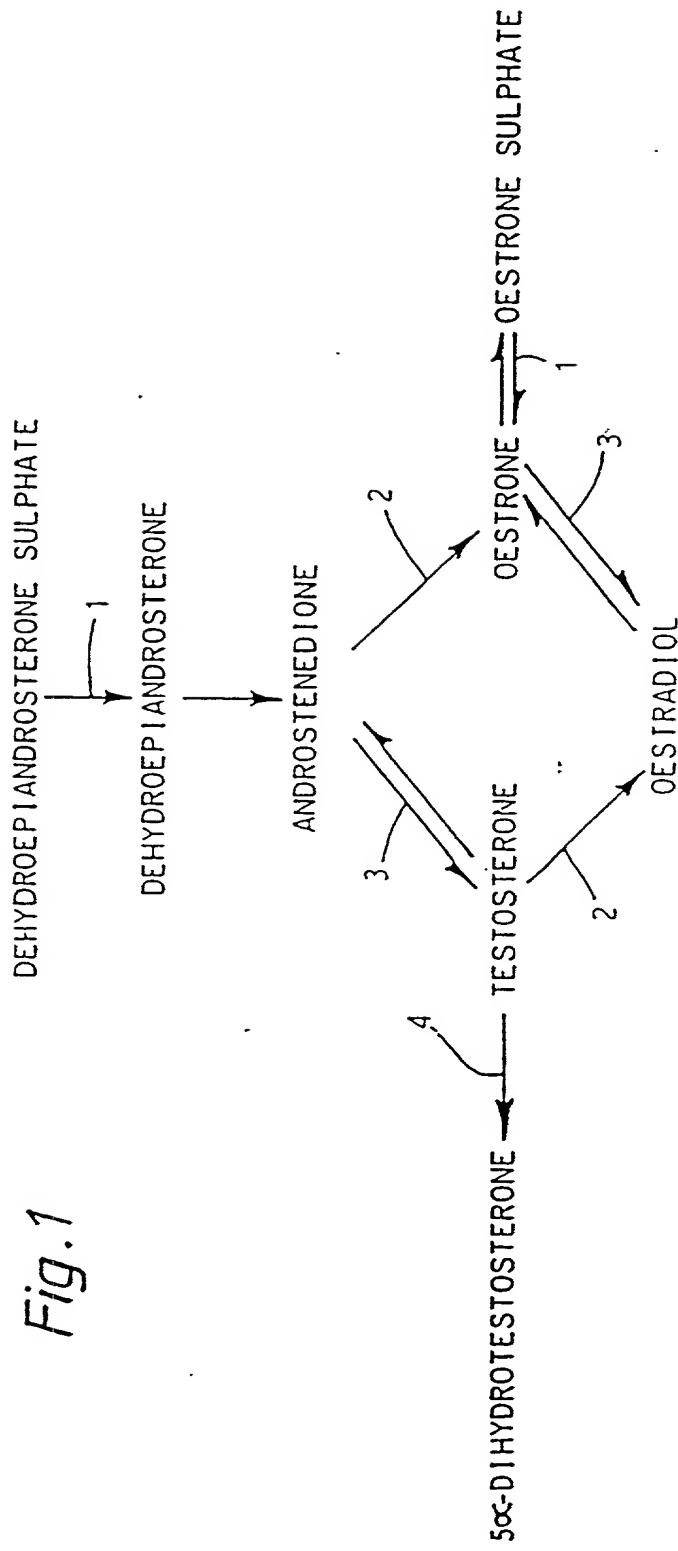 Fig.1
DEHYDROEPIANDROSTERONE SULPHATE
1
DEHYDROEPIANDROSTERONE
ANDROSTENEDIONE
3
2
5α-DIHYDROTESTOSTERONE
4
TESTOSTERONE
OESTRONE
1
OESTRONE SULPHATE
2
3
OESTRADIOL